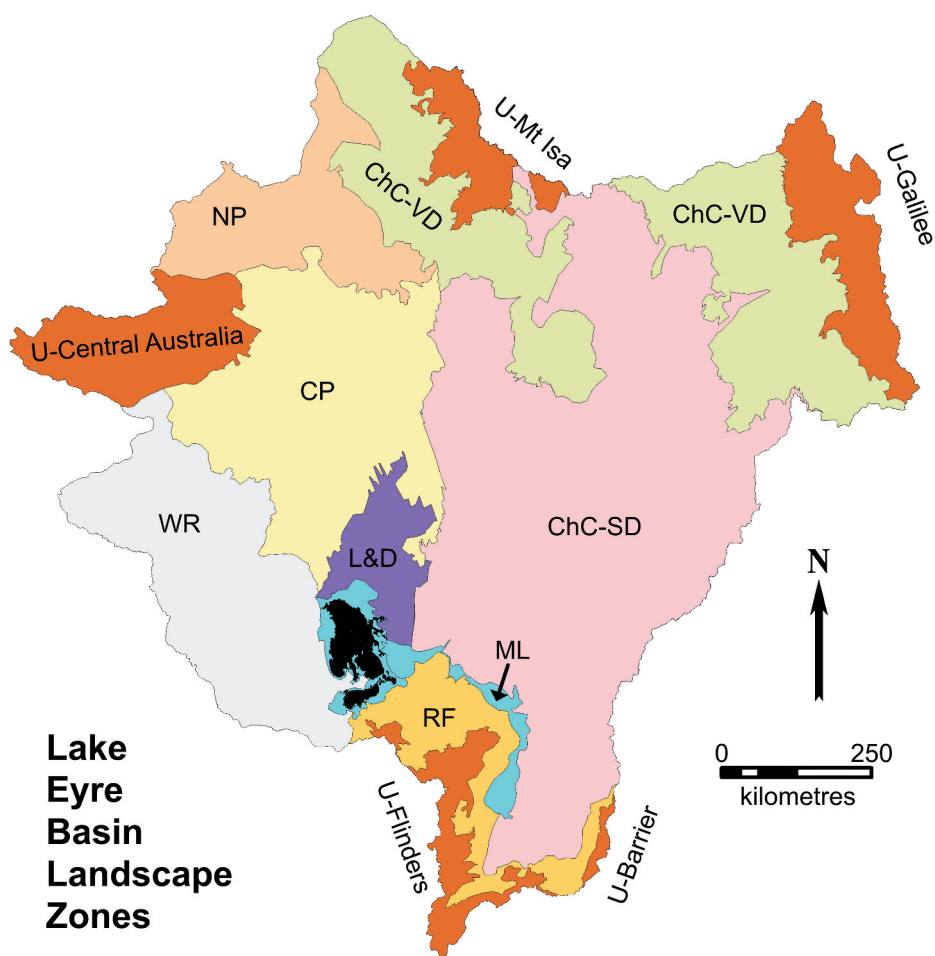 U-Mt Isa
U-Galilee
ChC-VD
ChC-VD
NP
U-Central Australia
CP
WR
L&D
ChC-SD
N
ML
RF
0 250
kilometres
U-Flinders
U-Barrier
Lake
Eyre
Basin
Landscape
Zones